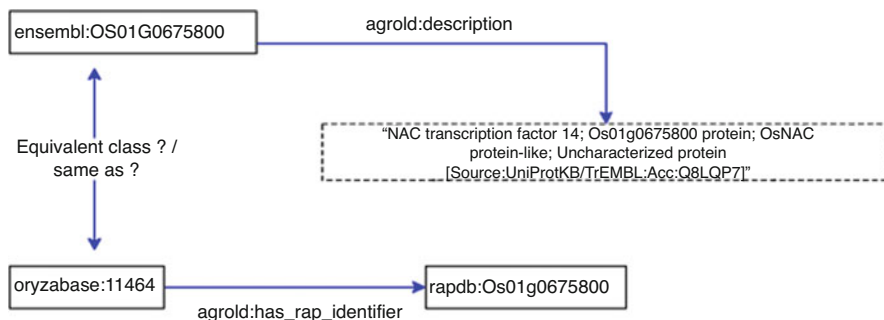 ensembl:OS01G0675800
agrold:description
“NAC transcription factor 14; Os01g0675800 protein; OsNAC
protein-like; Uncharacterized protein
[Source:UniProtKB/TrEMBL:Acc:Q8LQP7]”
Equivalent class ? /
same as ?
oryzabase:11464
agrold:has_rap_identifier
rapdb:Os01g0675800